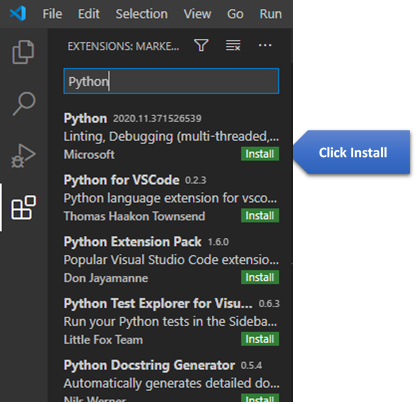 File Edit Selection View Go Run
EXTENSIONS: MARKE...
Python
Python 2020.11.371526539
Linting, Debugging (multi-threaded,...
Microsoft Install
Click Install
Python for VSCode 0.2.3
Python language extension for vsco...
Thomas Haakon Townsend Install
Python Extension Pack 1.6.0
Popular Visual Studio Code extensio...
Don Jayamanne Install
Python Test Explorer for Visu... 0.6.3
Run your Python tests in the Sideba...
Little Fox Team Install
Python Docstring Generator 0.5.4
Automatically generates detailed do...
Nils Werner Install